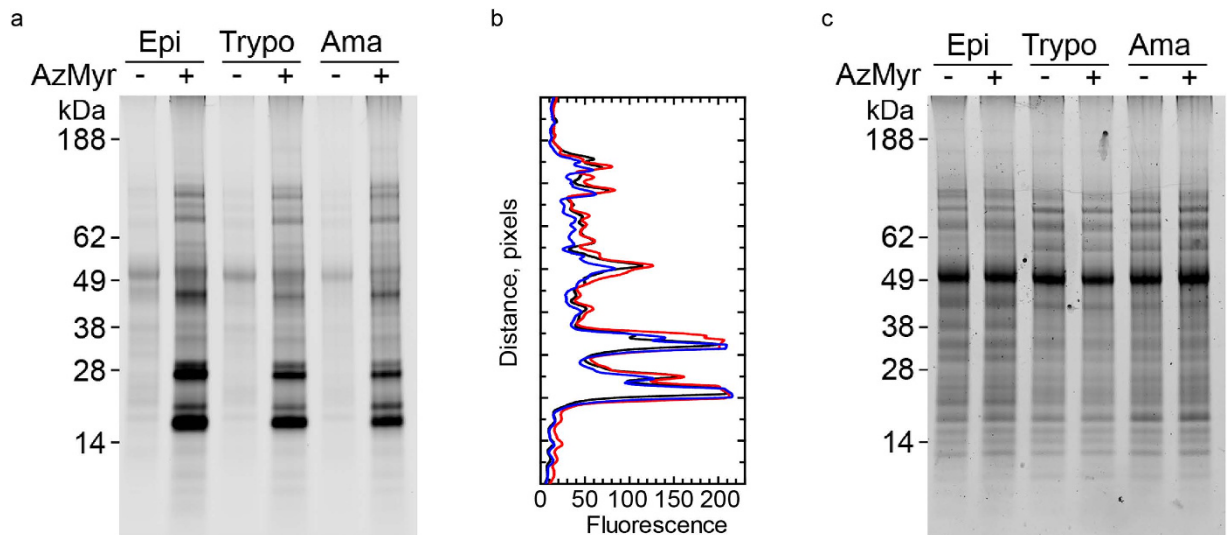 a
Epi Trypo Ama
AzMyr - + - + - +
kDa
188
62
49
38
28
14
b
Distance, pixels
0 50 100 150 200
Fluorescence
c
Epi Trypo Ama
AzMyr - + - + - +
kDa
188
62
49
38
28
14